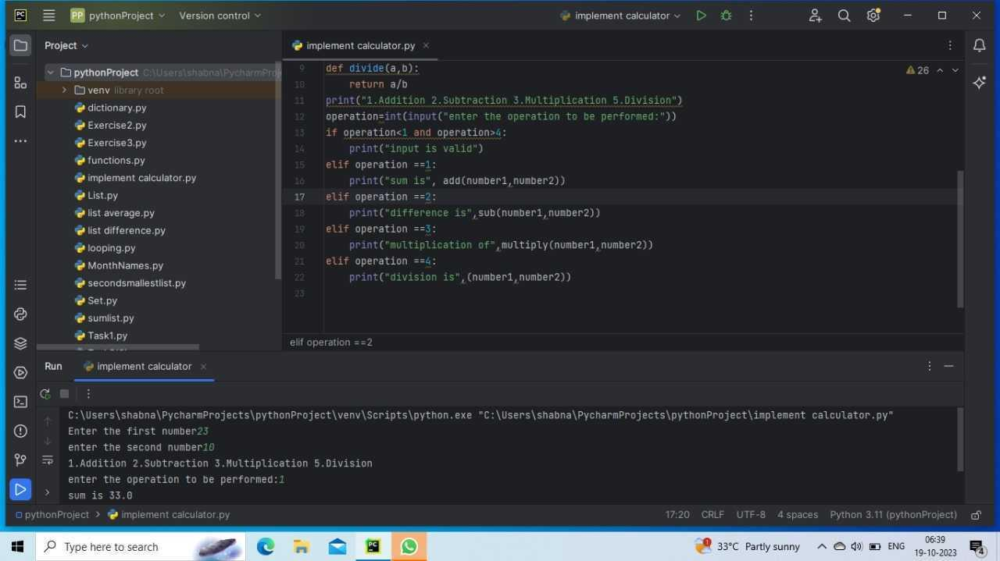 PC
PP pythonProject
Version control
implement calculator
Project
implement calculator.py
pythonProject C:\Users\shabna\PycharmProj
venv library root
dictionary.py
Exercise2.py
Exercise3.py
functions.py
implement calculator.py
List.py
list average.py
list difference.py
looping.py
MonthNames.py
secondsmallestlist.py
Set.py
sumlist.py
Task1.py
26
9 def divide(a,b):
10 return a/b
11 print("1.Addition 2.Subtraction 3.Multiplication 5.Division")
12 operation=int(input("enter the operation to be performed:"))
13 if operation<1 and operation>4:
14 print("input is valid")
15 elif operation ==1:
16 print("sum is", add(number1,number2))
17 elif operation ==2:
18 print("difference is",sub(number1,number2))
19 elif operation ==3:
20 print("multiplication of",multiply(number1,number2))
21 elif operation ==4:
22 print("division is",(number1,number2))
23
elif operation ==2
Run
implement calculator
C:\Users\shabna\PycharmProjects\pythonProject\venv\Scripts\python.exe "C:\Users\shabna\PycharmProjects\pythonProject\implement calculator.py"
Enter the first number23
enter the second number10
1.Addition 2.Subtraction 3.Multiplication 5.Division
enter the operation to be performed:1
sum is 33.0
pythonProject > implement calculator.py
17:20 CRLF UTF-8 4 spaces Python 3.11 (pythonProject)
Type here to search
PC
1
33°C Partly sunny
ENG
06:39
19-10-2023
4